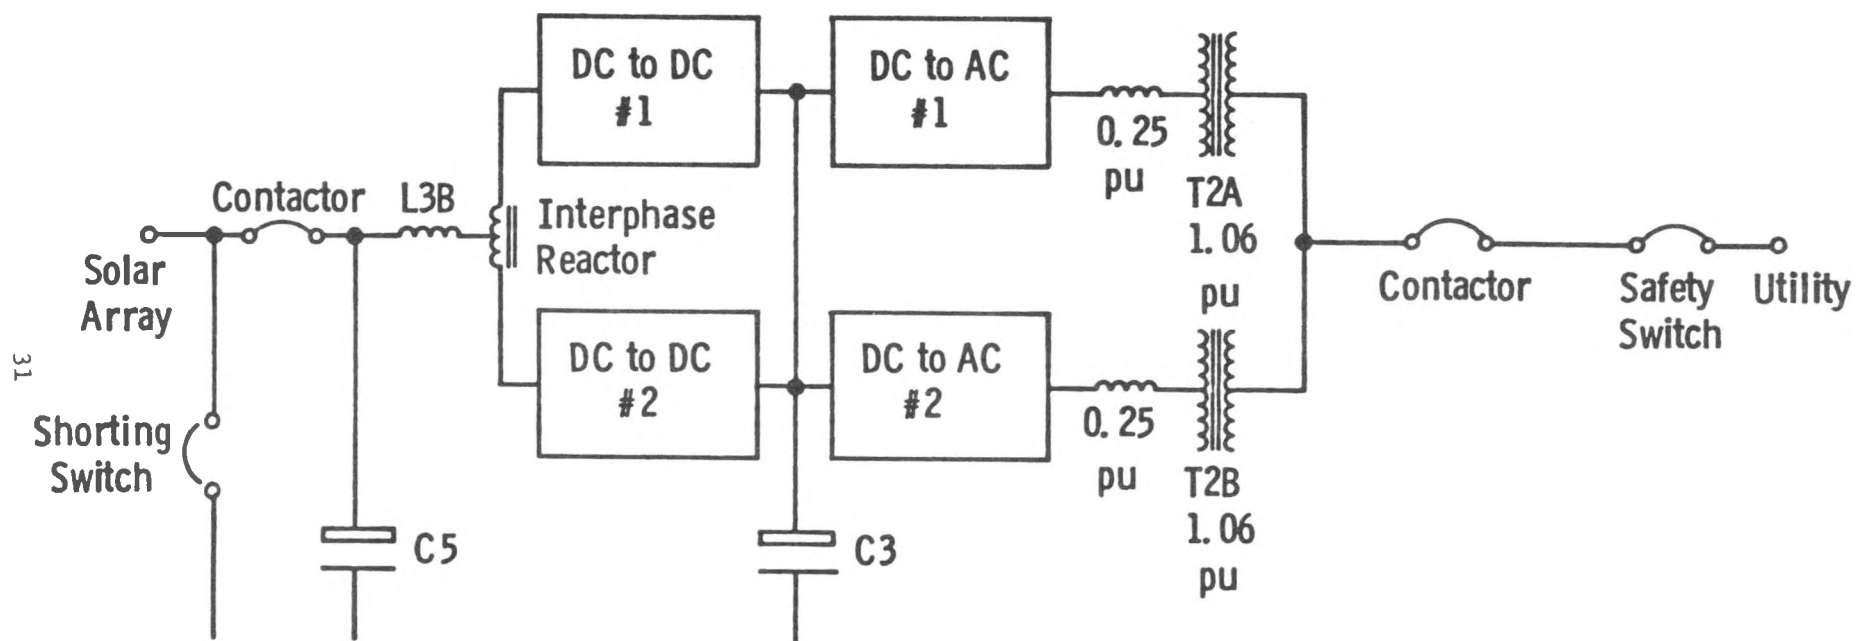 DC to DC
#1
DC to AC
#1
0.25
pu
T2A
1.06
pu
Contactor
L3B
Interphase
Reactor
Solar
Array
Contactor
Safety
Switch
Utility
DC to DC
#2
DC to AC
#2
0.25
pu
T2B
1.06
pu
Shorting
Switch
C5
C3
31